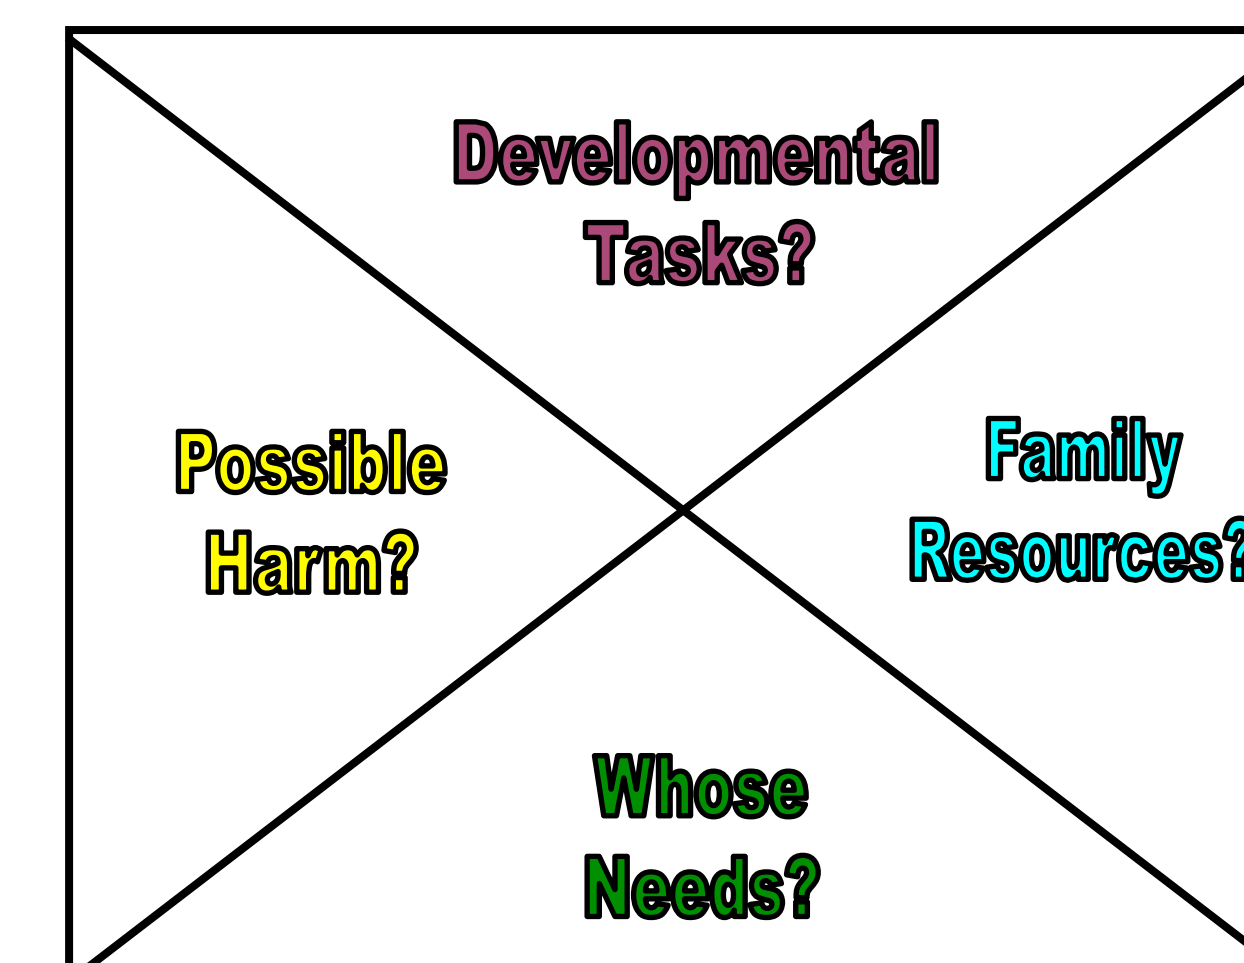 Developmental
Tasks?
Possible
Harm?
Family
Resources?
Whose
Needs?